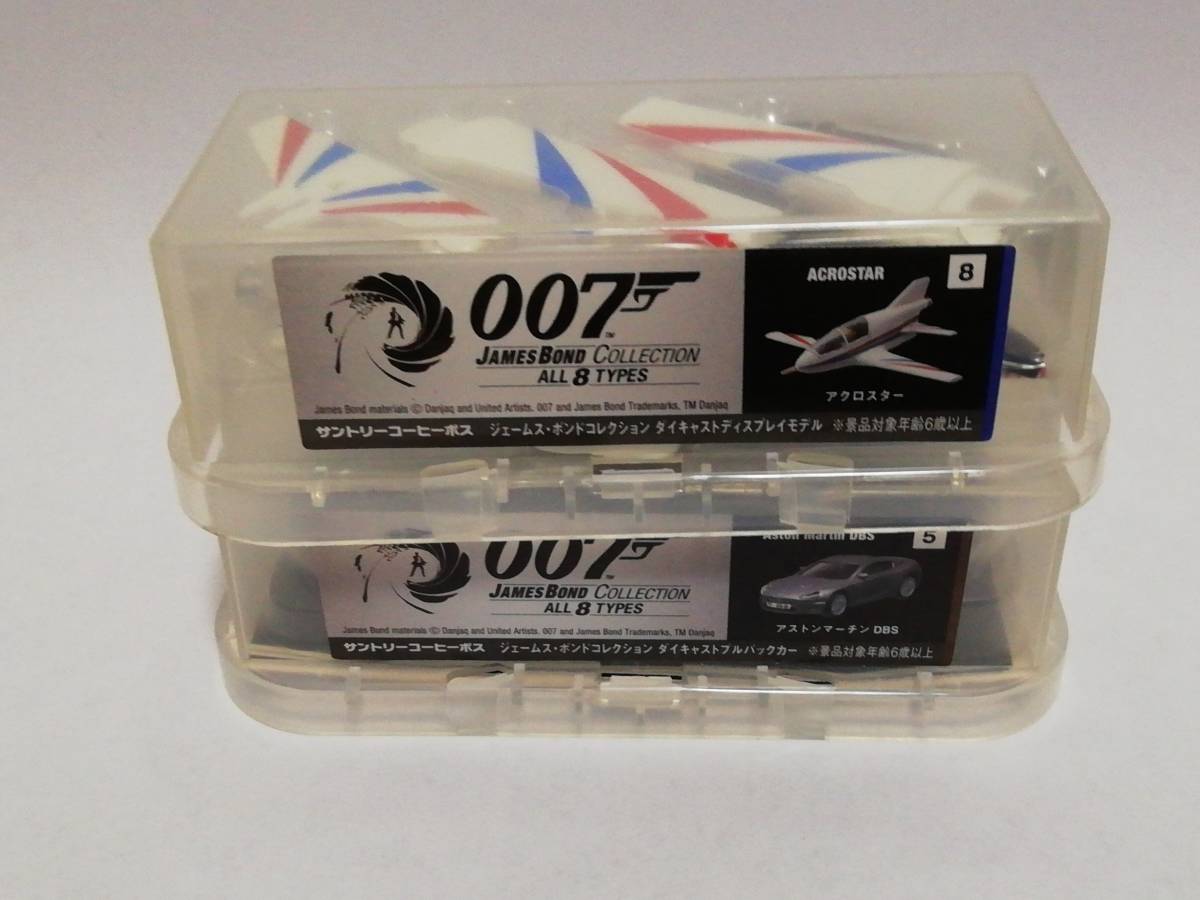 007™
JAMES BOND COLLECTION
ALL 8 TYPES
James Bond materials © Danjaq and United Artists. 007 and James Bond Trademarks, TM Danjaq
ACROSTAR
8
アクロスター
サントリーコーヒーボス ジェームス・ボンドコレクション ダイキャストディスプレイモデル ※景品対象年齢6歳以上
007™
JAMES BOND COLLECTION
ALL 8 TYPES
James Bond materials © Danjaq and United Artists. 007 and James Bond Trademarks, TM Danjaq
Aston Martin DBS
5
アストンマーチン DBS
サントリーコーヒーボス ジェームス・ボンドコレクション ダイキャストプルバックカー ※景品対象年齢6歳以上